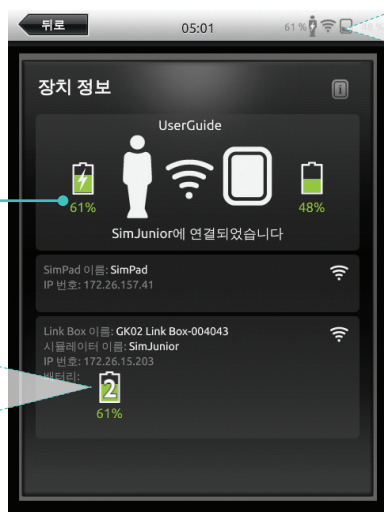 뒤로
05:01
61 %
48 %
장치 정보
UserGuide
61%
48%
SimJunior에 연결되었습니다
SimPad 이름: SimPad
IP 번호: 172.26.157.41
Link Box 이름: GK02 Link Box-004043
시뮬레이터 이름: SimJunior
IP 번호: 172.26.15.203
배터리:
2
61%